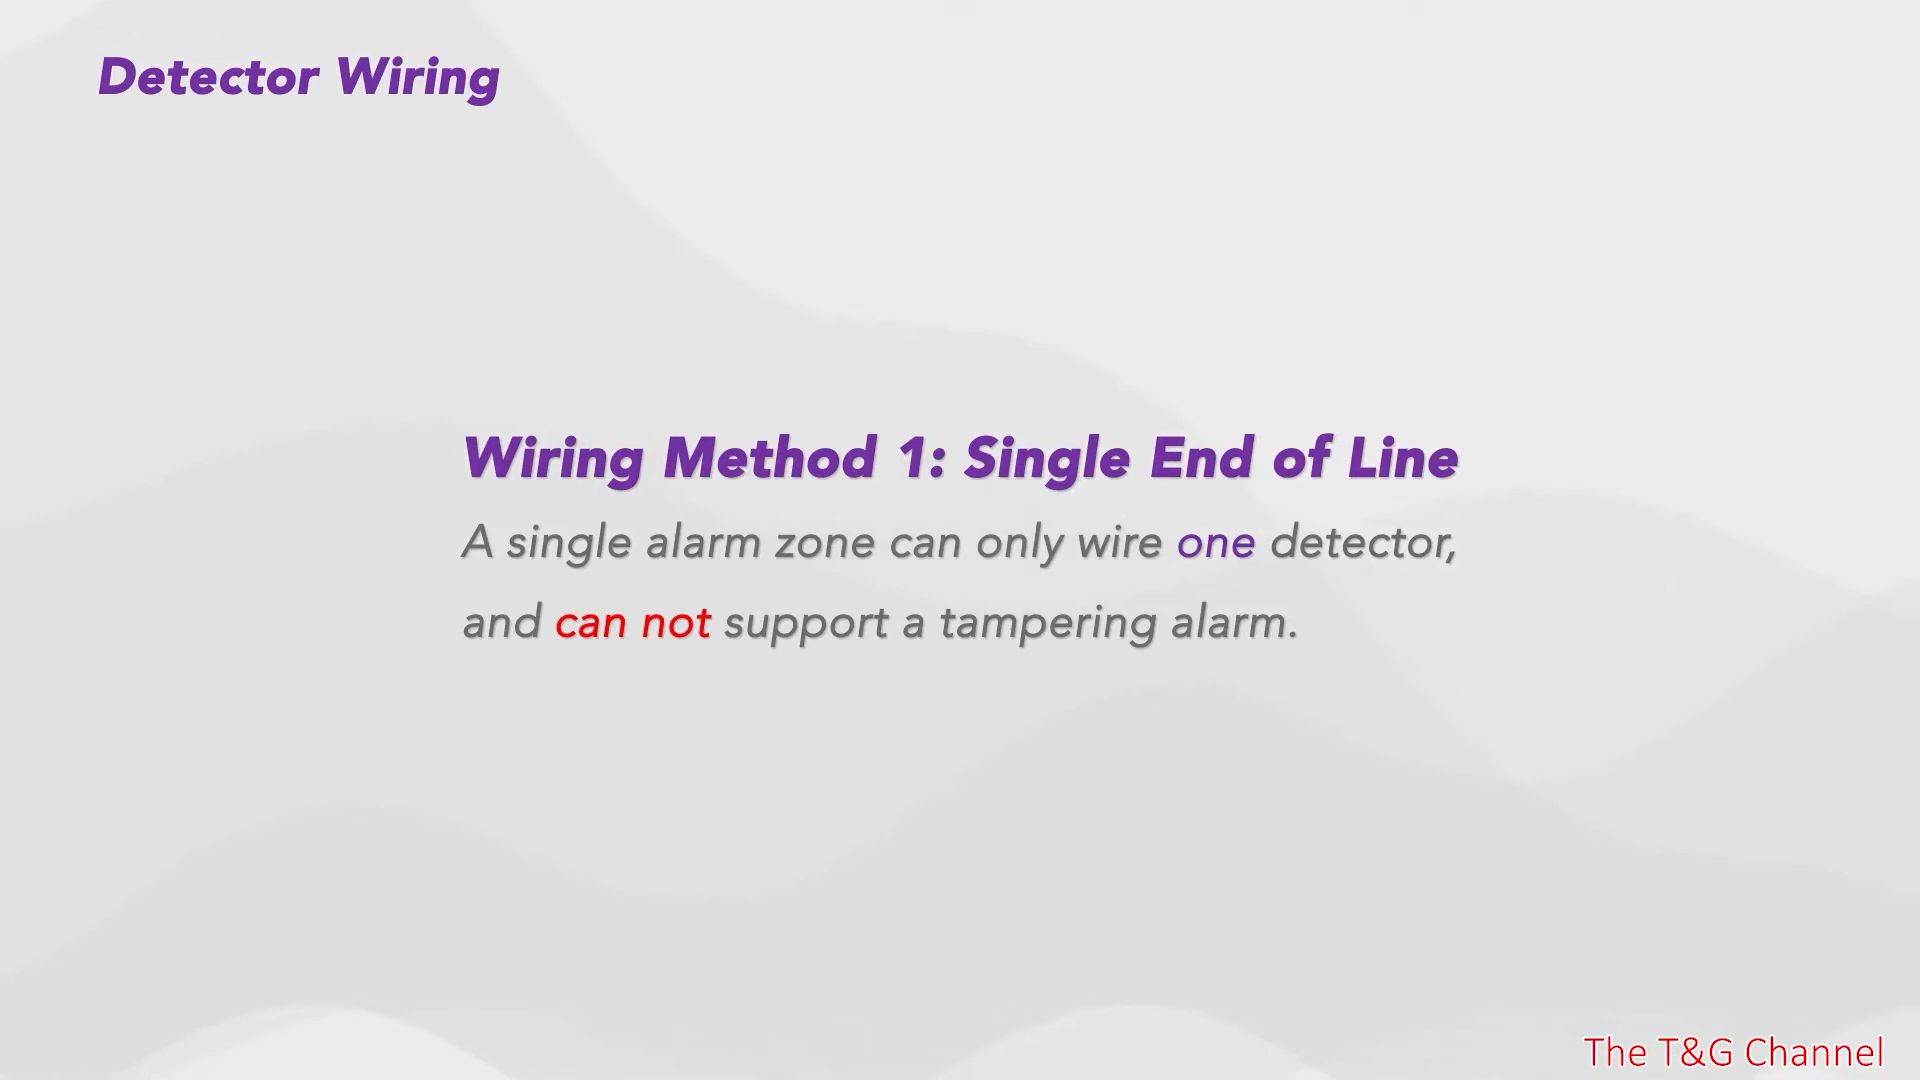 Detector Wiring
Wiring Method 1: Single End of Line
A single alarm zone can only wire one detector,
and can not support a tampering alarm.
The T&G Channel